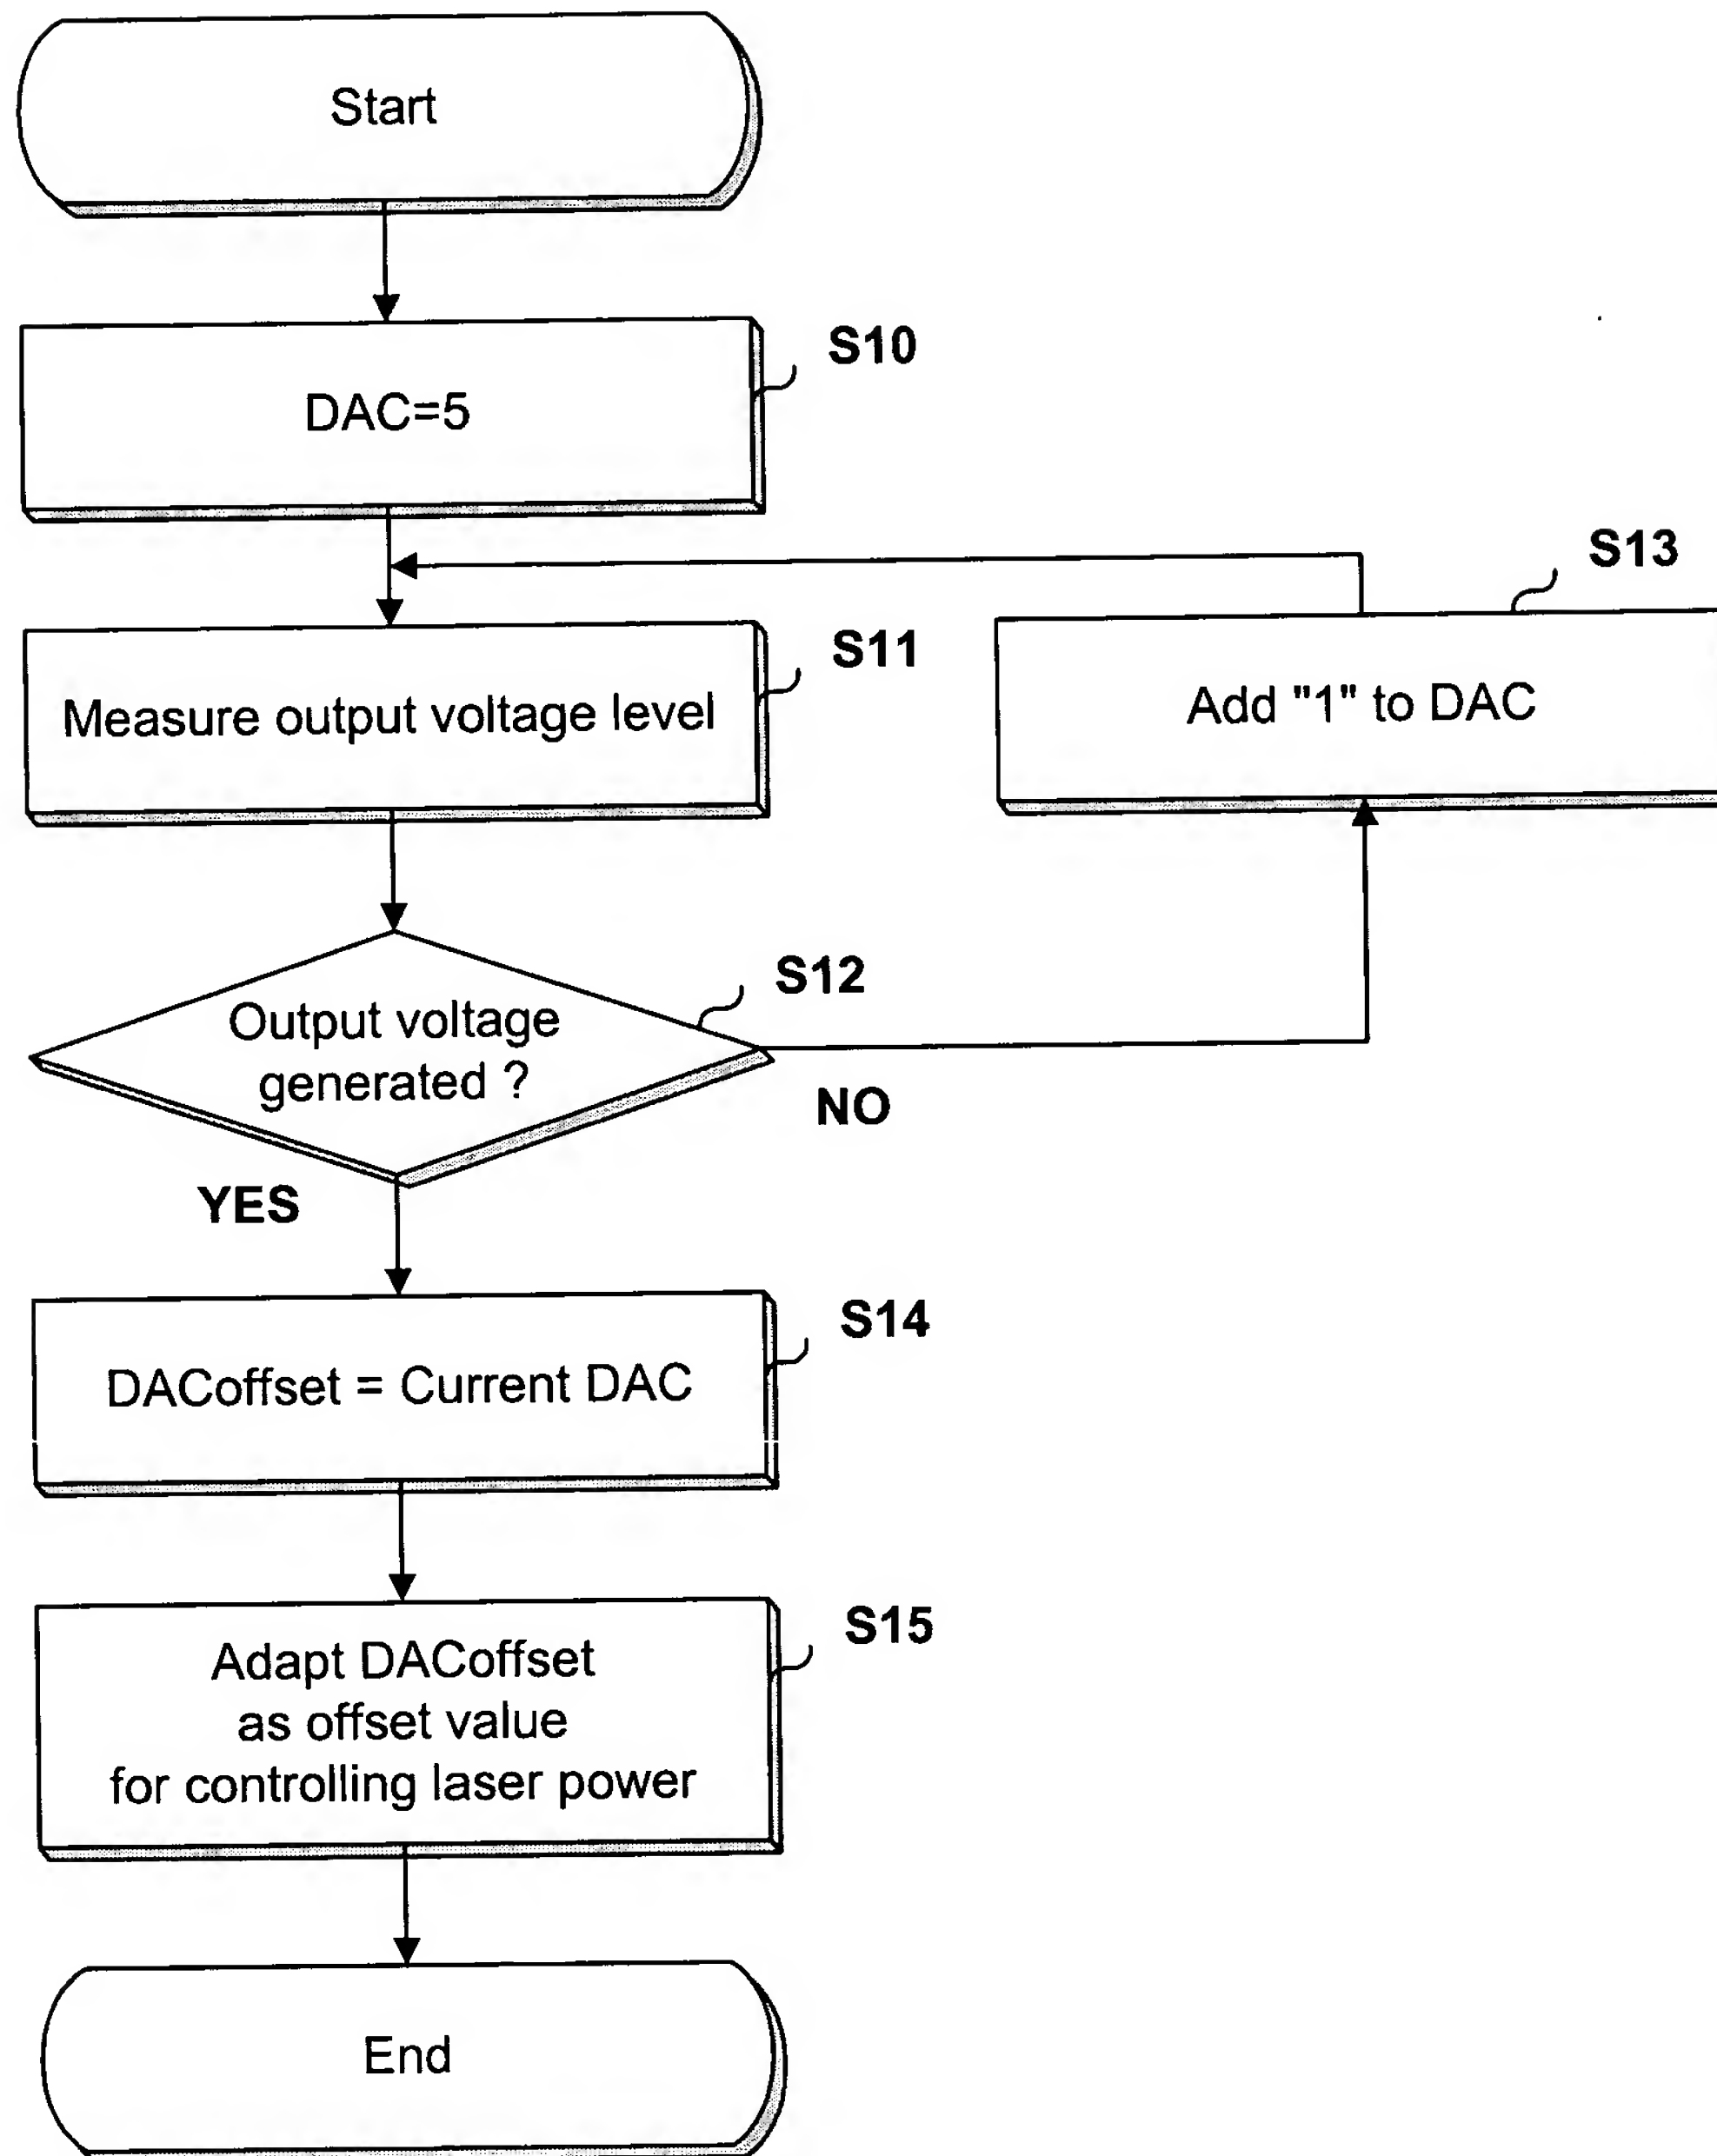 Start
S10
DAC=5
S13
S11
Measure output voltage level
Add "1" to DAC
S12
Output voltage
generated ?
NO
YES
S14
DACoffset = Current DAC
S15
Adapt DACoffset
as offset value
for controlling laser power
End